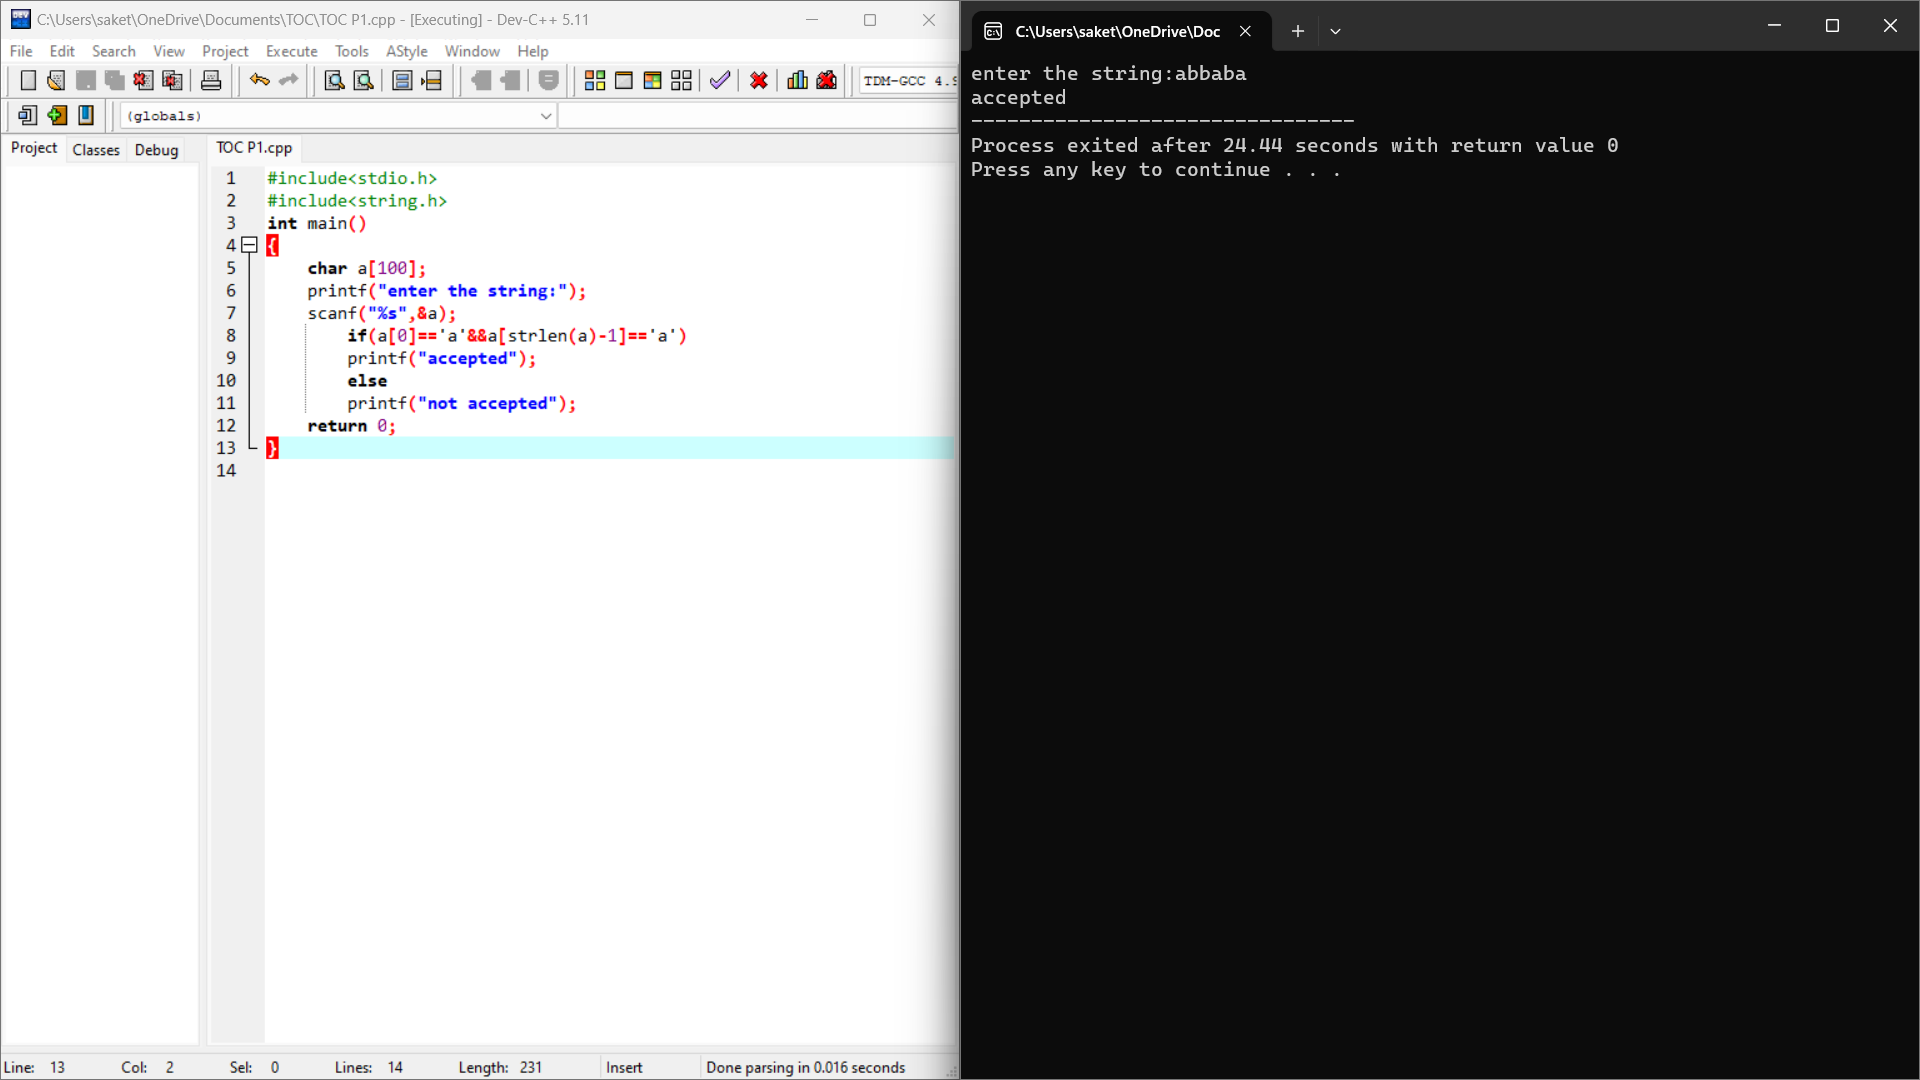 C:\Users\saket\OneDrive\Documents\TOC\TOC P1.cpp - [Executing] - Dev-C++ 5.11
File Edit Search View Project Execute Tools AStyle Window Help
TDM-GCC 4.9
(globals)
Project Classes Debug
TOC P1.cpp
1 #include<stdio.h>
2 #include<string.h>
3 int main()
4 {
5 char a[100];
6 printf("enter the string:");
7 scanf("%s",&a);
8 if(a[0]=='a'&&a[strlen(a)-1]=='a')
9 printf("accepted");
10 else
11 printf("not accepted");
12 return 0;
13 }
14
Line: 13 Col: 2 Sel: 0 Lines: 14 Length: 231 Insert Done parsing in 0.016 seconds
C:\Users\saket\OneDrive\Doc
enter the string:abbaba
accepted
--------------------------------
Process exited after 24.44 seconds with return value 0
Press any key to continue . . .